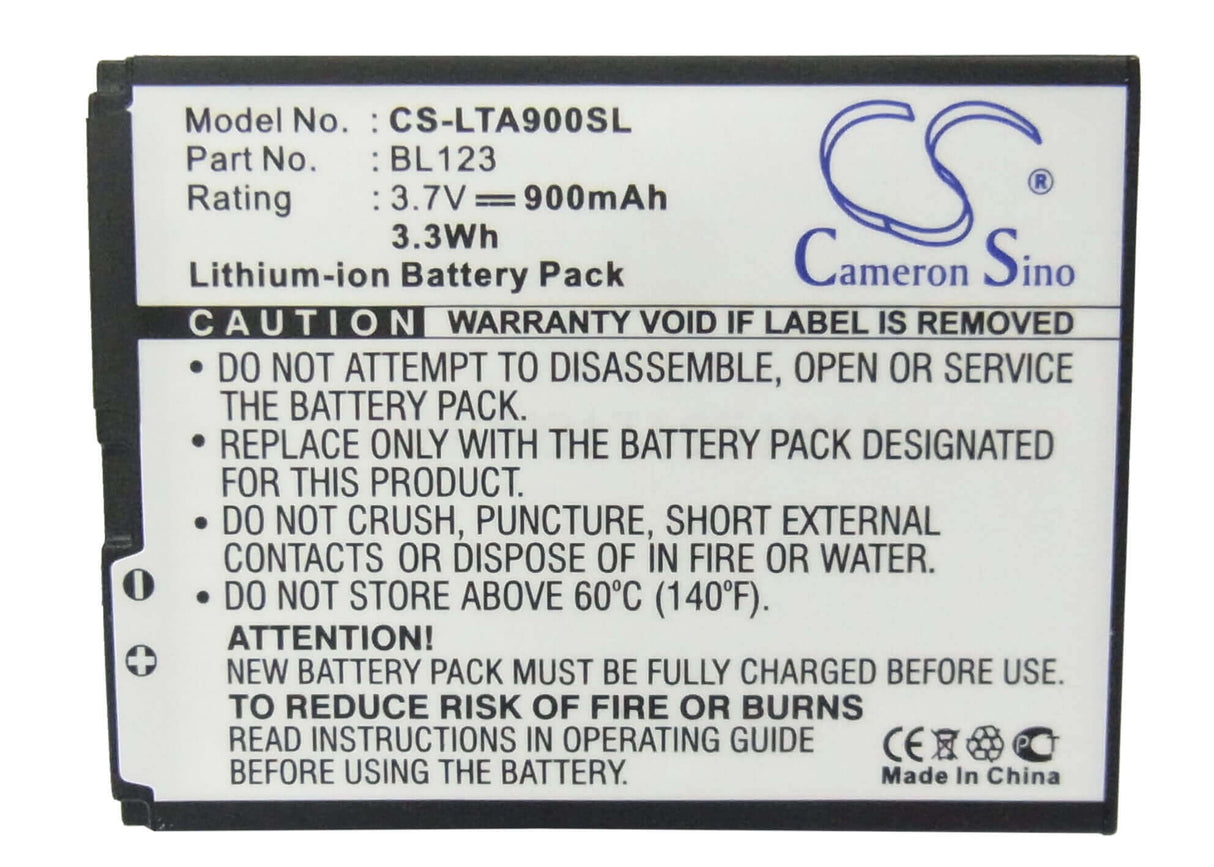 Model No. : CS-LTA900SL
Part No. : BL123
Rating : 3.7V 900mAh
3.3Wh
Lithium-ion Battery Pack
CS ®
Cameron Sino
CAUTION WARRANTY VOID IF LABEL IS REMOVED
• DO NOT ATTEMPT TO DISASSEMBLE, OPEN OR SERVICE
THE BATTERY PACK.
• REPLACE ONLY WITH THE BATTERY PACK DESIGNATED
FOR THIS PRODUCT.
• DO NOT CRUSH, PUNCTURE, SHORT EXTERNAL
CONTACTS OR DISPOSE OF IN FIRE OR WATER.
• DO NOT STORE ABOVE 60°C (140°F).
ATTENTION!
NEW BATTERY PACK MUST BE FULLY CHARGED BEFORE USE.
TO REDUCE RISK OF FIRE OR BURNS
READ INSTRUCTIONS IN OPERATING GUIDE
BEFORE USING THE BATTERY.
CE
Made In China